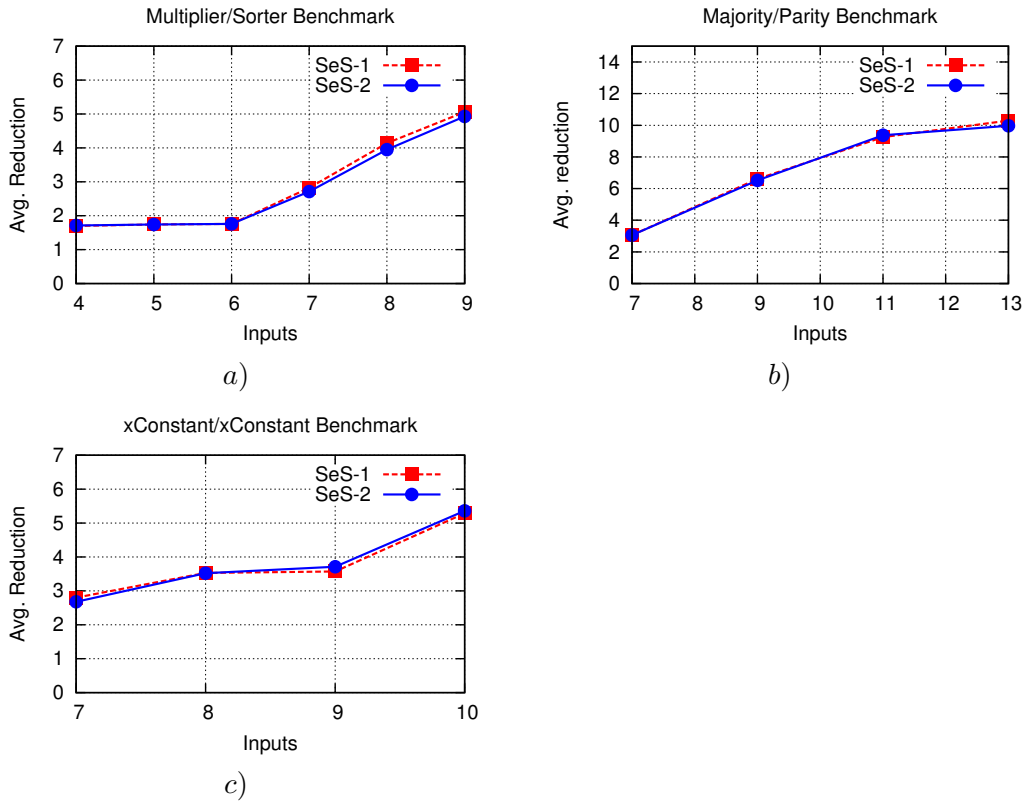 Multiplier/Sorter Benchmark
7
6
5
4
3
2
1
0
Avg. Reduction
SeS-1
SeS-2
4 5 6 7 8 9
Inputs
a)
Majority/Parity Benchmark
14
12
10
8
6
4
2
0
Avg. reduction
SeS-1
SeS-2
7 8 9 10 11 12 13
Inputs
b)
xConstant/xConstant Benchmark
7
6
5
4
3
2
1
0
Avg. Reduction
SeS-1
SeS-2
7 8 9 10
Inputs
c)